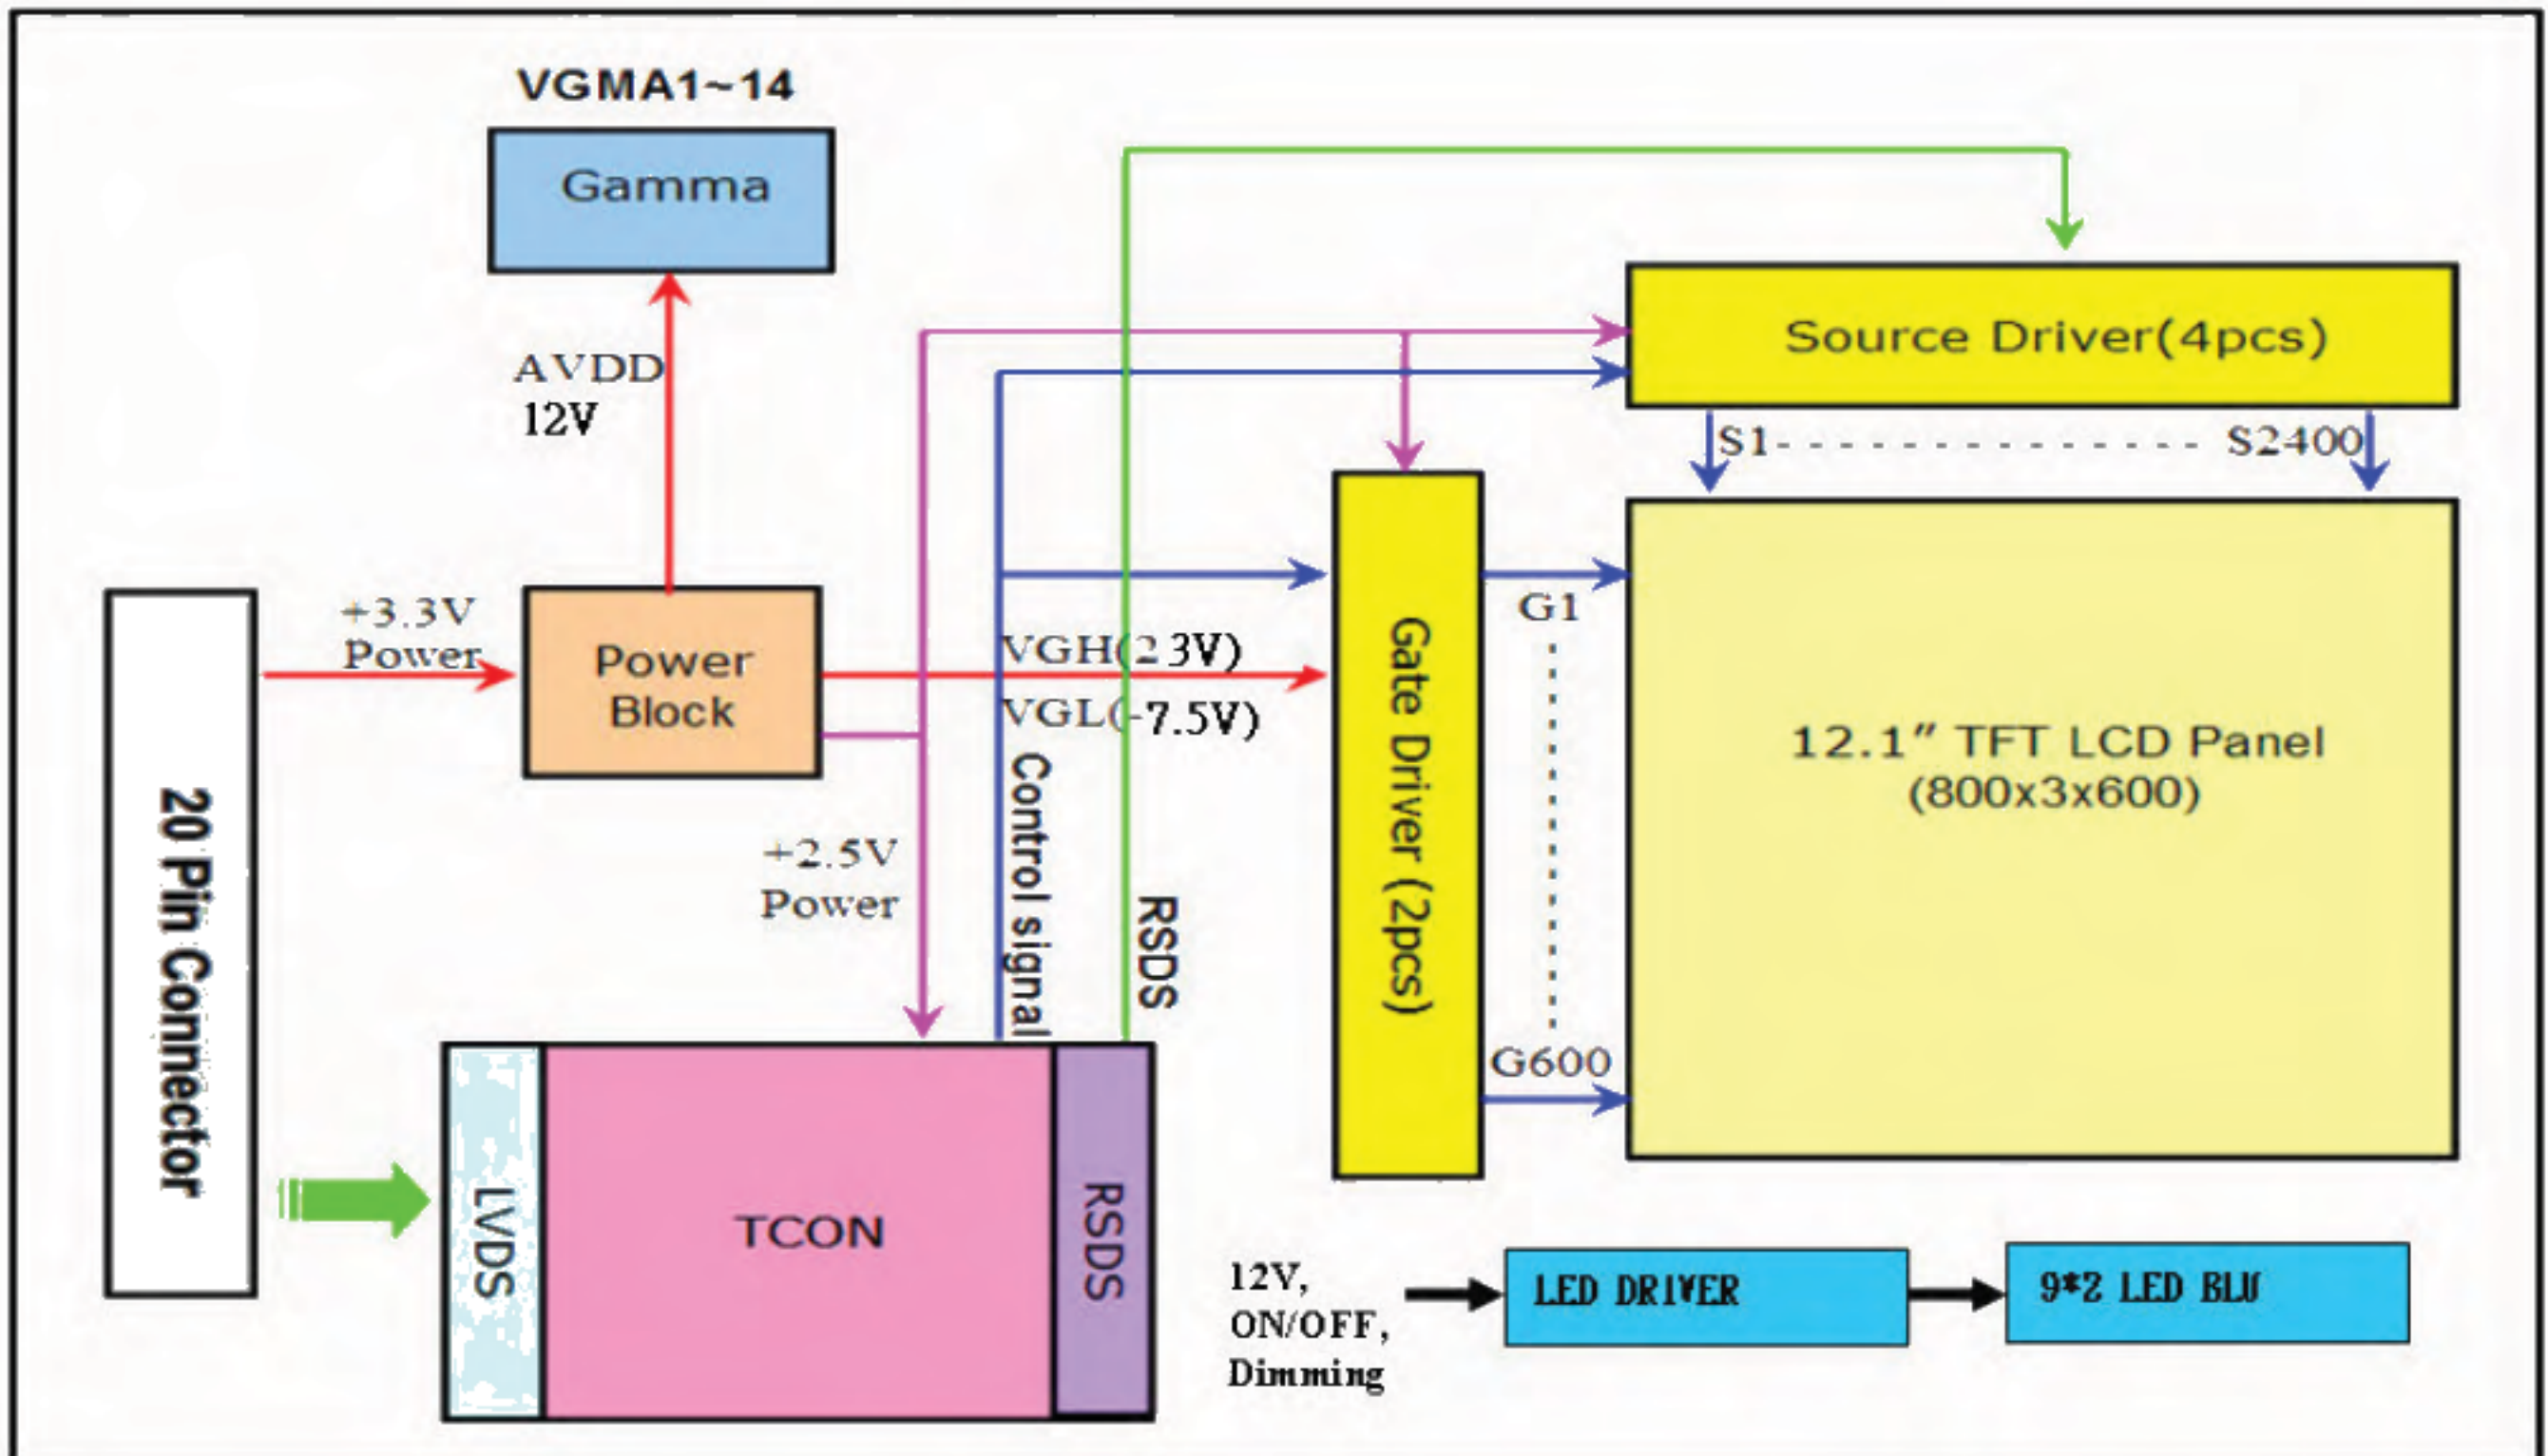 VGMA1~14
Gamma
AVDD
12V
Source Driver(4pcs)
S1
S2400
+3.3V
Power
Power
Block
VGH(23V)
VGL(-7.5V)
G1
Gate Driver (2pcs)
12.1" TFT LCD Panel
(800x3x600)
20 Pin Connector
+2.5V
Power
Control signal
RSDS
G600
LVDS
TCON
RSDS
12V,
ON/OFF,
Dimming
LED DRIVER
9*2 LED BLU